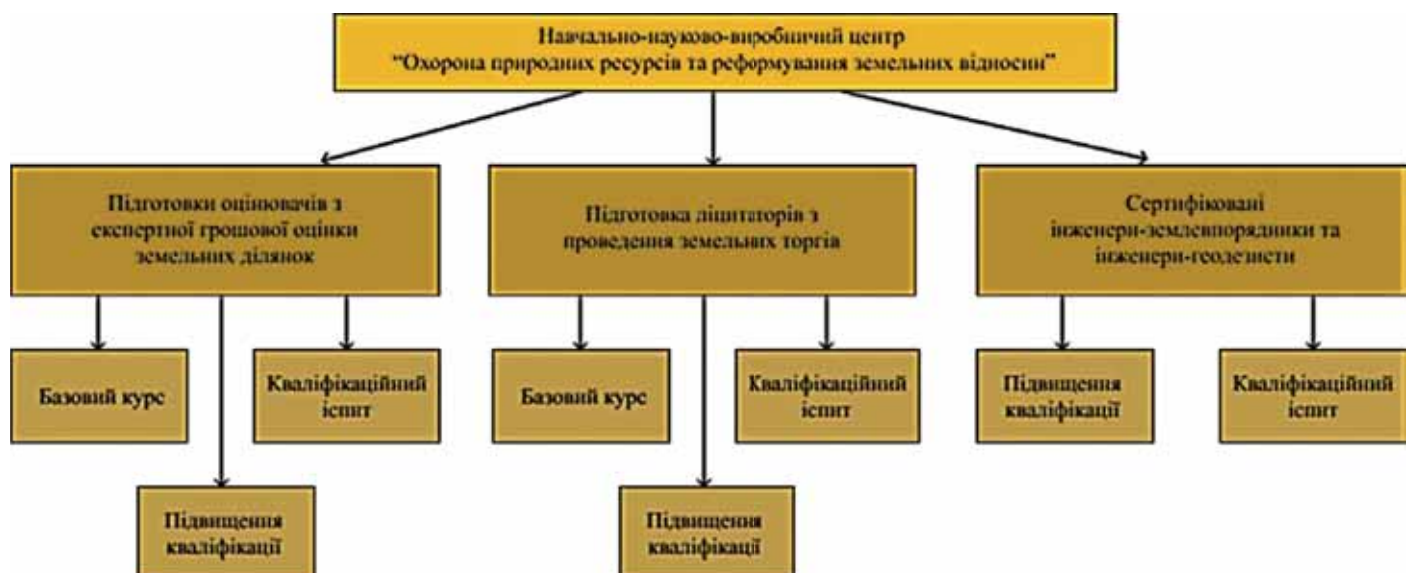 Навчально-науково-виробничий центр
“Охорона природних ресурсів та реформування земельних відносин”
Підготовки оцінювачів з
експертної грошової оцінки
земельних ділянок
Підготовка ліцитаторів з
проведення земельних торгів
Сертифіковані
інженери-землевпорядники та
інженери-геодезисти
Базовий курс
Кваліфікаційний
іспит
Базовий курс
Кваліфікаційний
іспит
Підвищення
кваліфікації
Кваліфікаційний
іспит
Підвищення
кваліфікації
Підвищення
кваліфікації